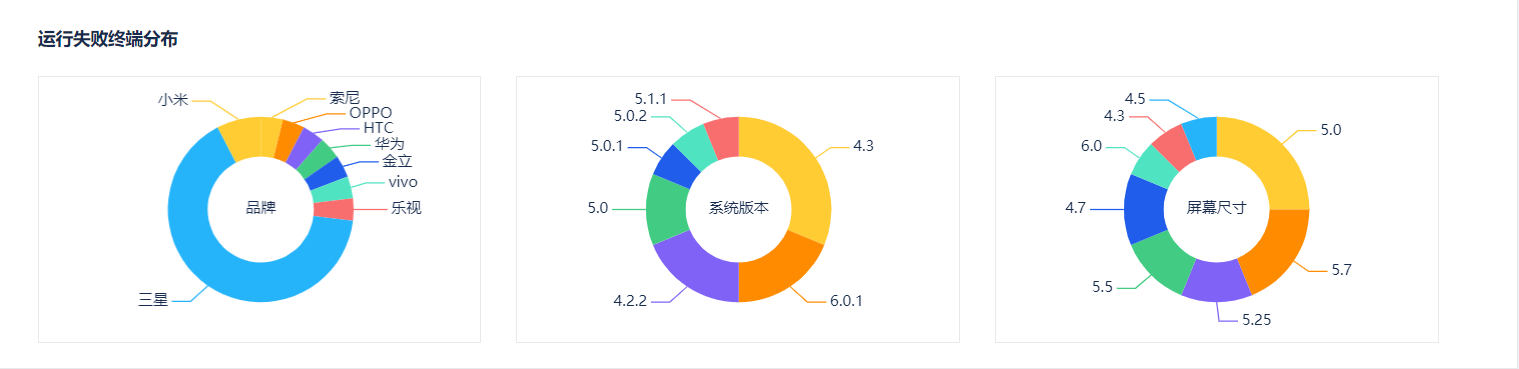 运行失败终端分布
小米
索尼
OPPO
HTC
华为
金立
vivo
乐视
品牌
三星
5.1.1
5.0.2
5.0.1
4.3
5.0
系统版本
4.2.2
6.0.1
4.5
4.3
6.0
5.0
4.7
屏幕尺寸
5.7
5.5
5.25